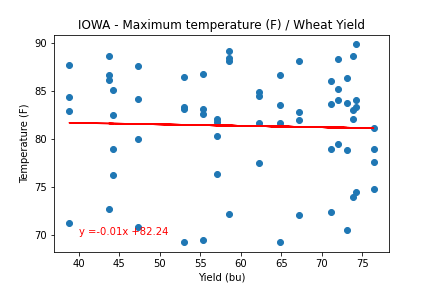 IOWA - Maximum temperature (F) / Wheat Yield
90
85
80
75
70
Temperature (F)
y =-0.01x +82.24
40 45 50 55 60 65 70 75
Yield (bu)